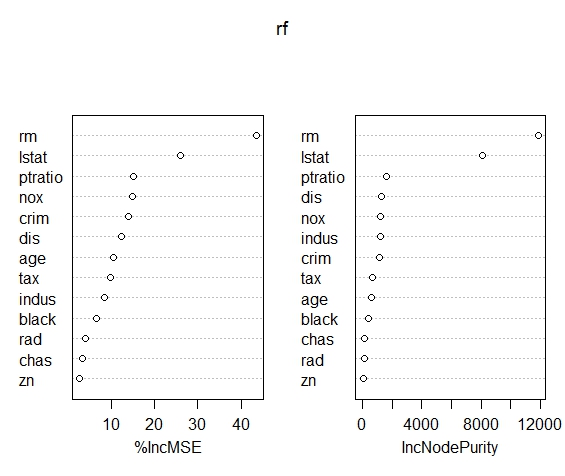 rf
rm
lstat
ptratio
nox
crim
dis
age
tax
indus
black
rad
chas
zn
10 20 30 40
%IncMSE
rm
lstat
ptratio
dis
nox
indus
crim
tax
age
black
chas
rad
zn
0 4000 8000 12000
IncNodePurity